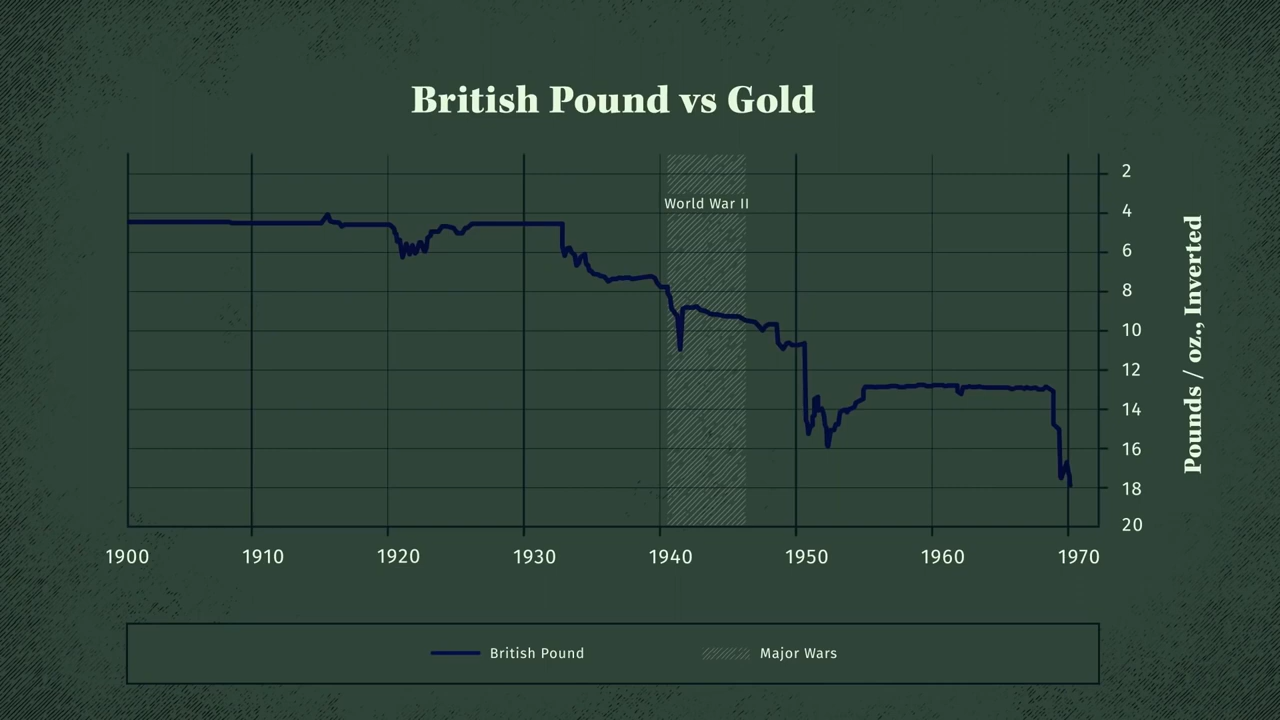 British Pound vs Gold
World War II
2
4
6
8
10
12
14
16
18
20
Pounds / oz., Inverted
1900 1910 1920 1930 1940 1950 1960 1970
British Pound Major Wars